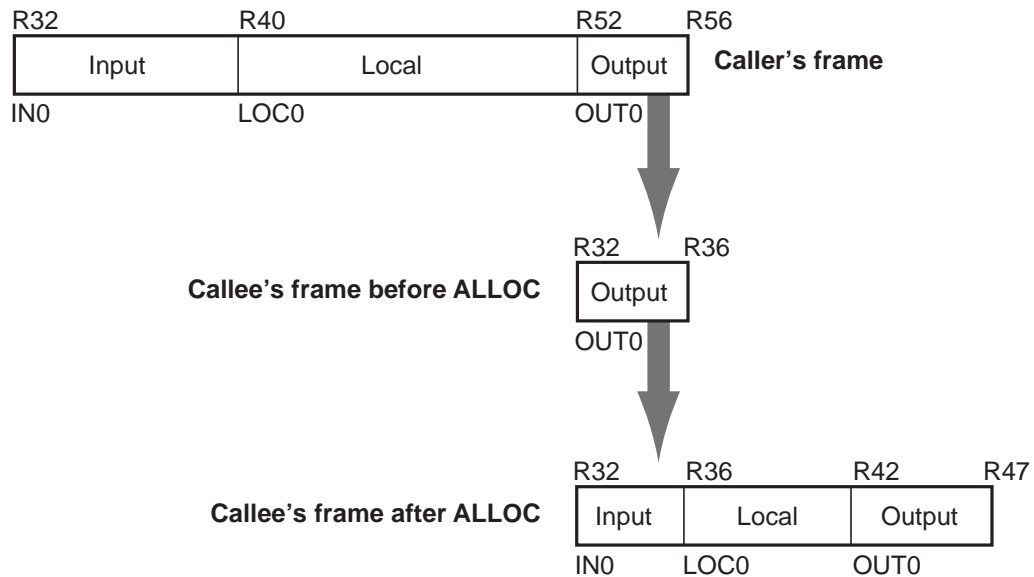 R32 R40 R52 R56
Input Local Output Caller's frame
IN0 LOC0 OUT0
R32 R36
Callee's frame before ALLOC Output
OUT0
R32 R36 R42 R47
Callee's frame after ALLOC Input Local Output
IN0 LOC0 OUT0